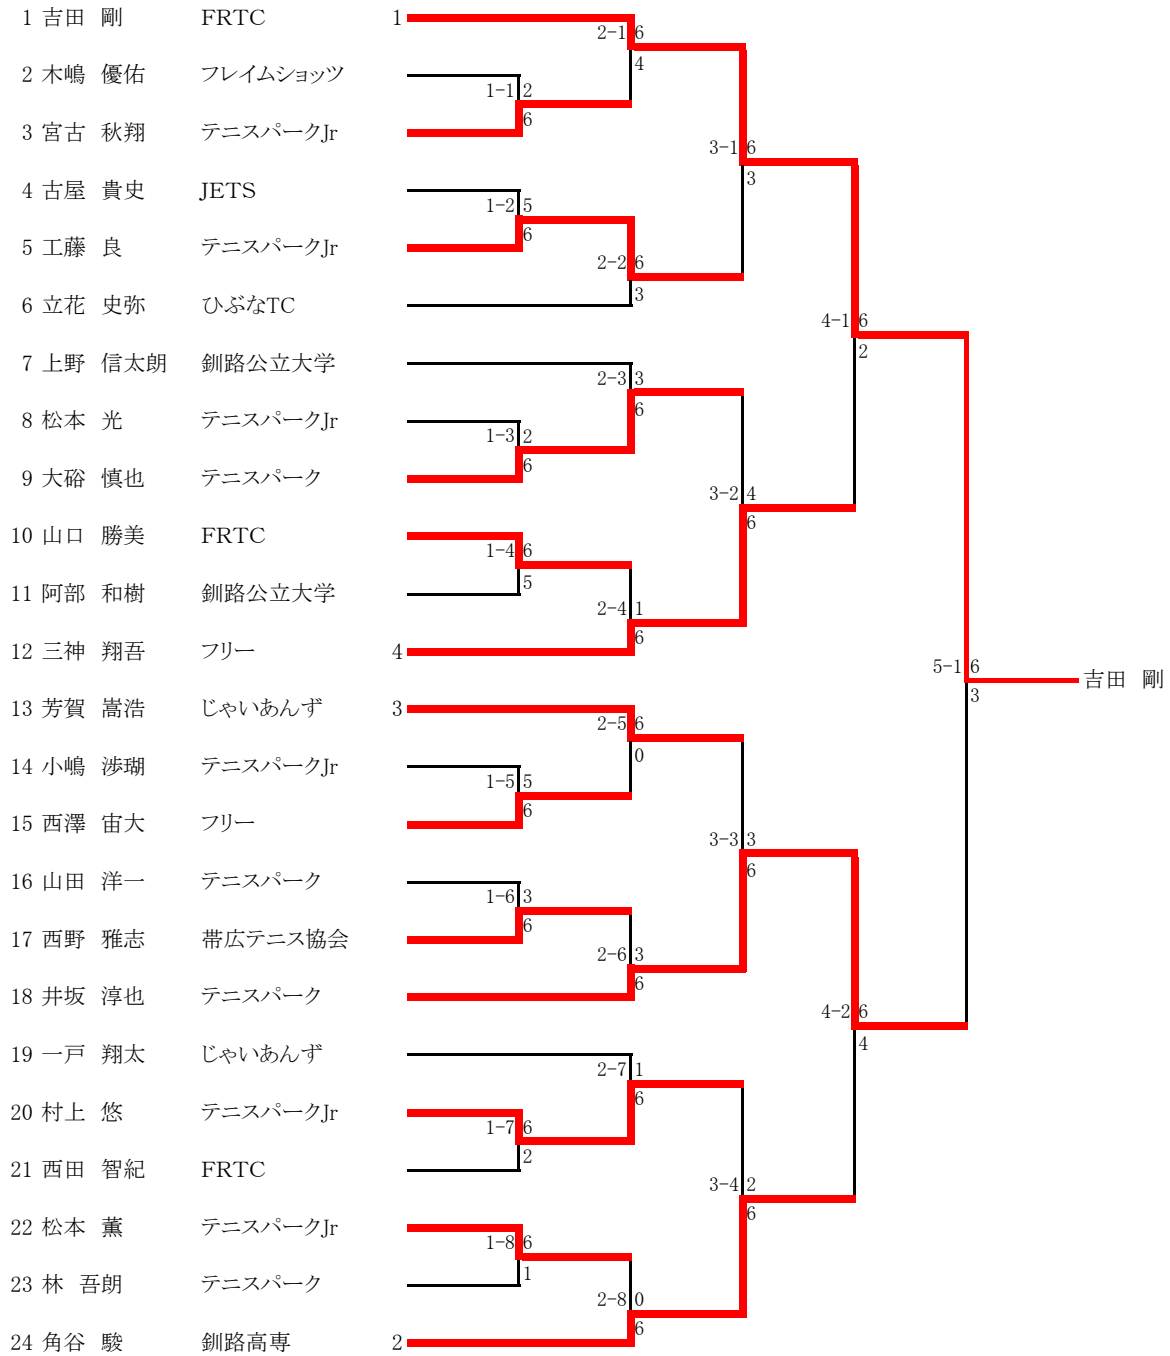 1 吉田 剛 FRTC 1
2-1 6
4
2 木嶋 優佑 フレイムショッツ
1-1 2
6
3 宮古 秋翔 テニスパークJr
3-1 6
3
4 古屋 貴史 JETS
1-2 5
6
5 工藤 良 テニスパークJr
2-2 6
3
6 立花 史弥 ひぶなTC
4-1 6
2
7 上野 信太朗 釧路公立大学
2-3 3
6
8 松本 光 テニスパークJr
1-3 2
6
9 大硲 慎也 テニスパーク
3-2 4
6
10 山口 勝美 FRTC
1-4 6
5
11 阿部 和樹 釧路公立大学
2-4 1
6
12 三神 翔吾 フリー 4
5-1 6
3
吉田 剛
13 芳賀 嵩浩 じゃいあんず 3
2-5 6
0
14 小嶋 渉瑚 テニスパークJr
1-5 5
6
15 西澤 宙大 フリー
3-3 3
6
16 山田 洋一 テニスパーク
1-6 3
6
17 西野 雅志 帯広テニス協会
2-6 3
6
18 井坂 淳也 テニスパーク
4-2 6
4
19 一戸 翔太 じゃいあんず
2-7 1
6
20 村上 悠 テニスパークJr
1-7 6
2
21 西田 智紀 FRTC
3-4 2
6
22 松本 薫 テニスパークJr
1-8 6
1
23 林 吾朗 テニスパーク
2-8 0
6
24 角谷 駿 釧路高専 2